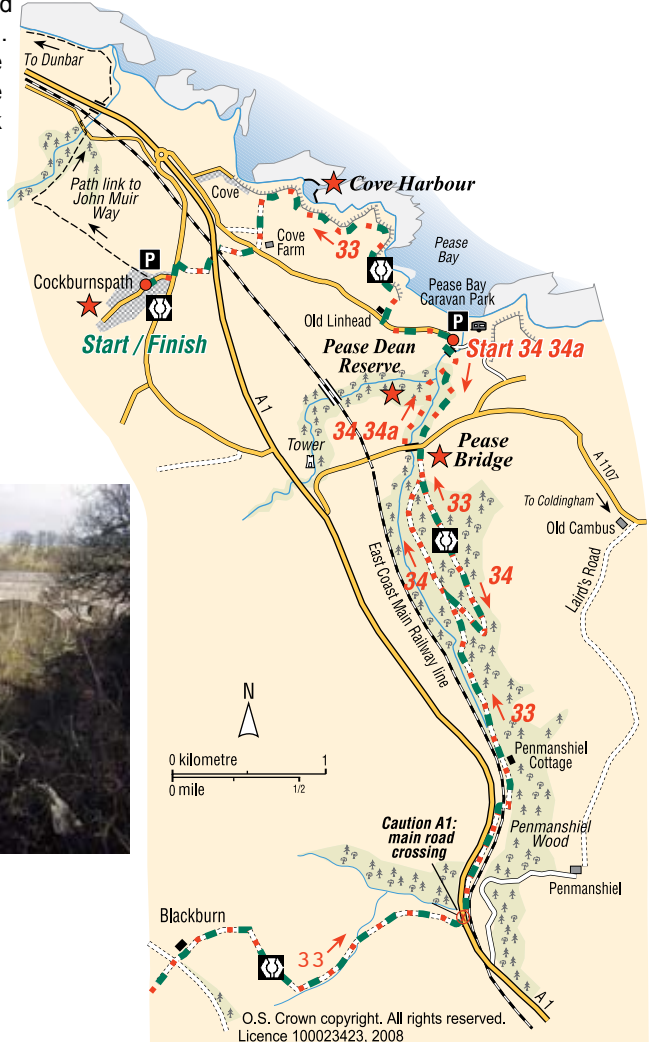 d
.
e
e
k
To Dunbar
Path link to
John Muir
Way
Cove
Cove Harbour
33
Cove
Farm
P
Pease
Bay
Cockburnspath
Pease Bay
Caravan Park
Old Linhead
P
Start / Finish
Start 34 34a
Pease Dean
Reserve
A1
34 34a
Tower
Pease
Bridge
A1107
33
To Coldingham
Old Cambus
34
34
East Coast Main Railway line
Laird's Road
N
33
0 kilometre 1
0 mile 1/2
Penmanshiel
Cottage
Caution A1:
main road
crossing
Penmanshiel
Wood
Penmanshiel
Blackburn
33
A1
O.S. Crown copyright. All rights reserved.
Licence 100023423, 2008